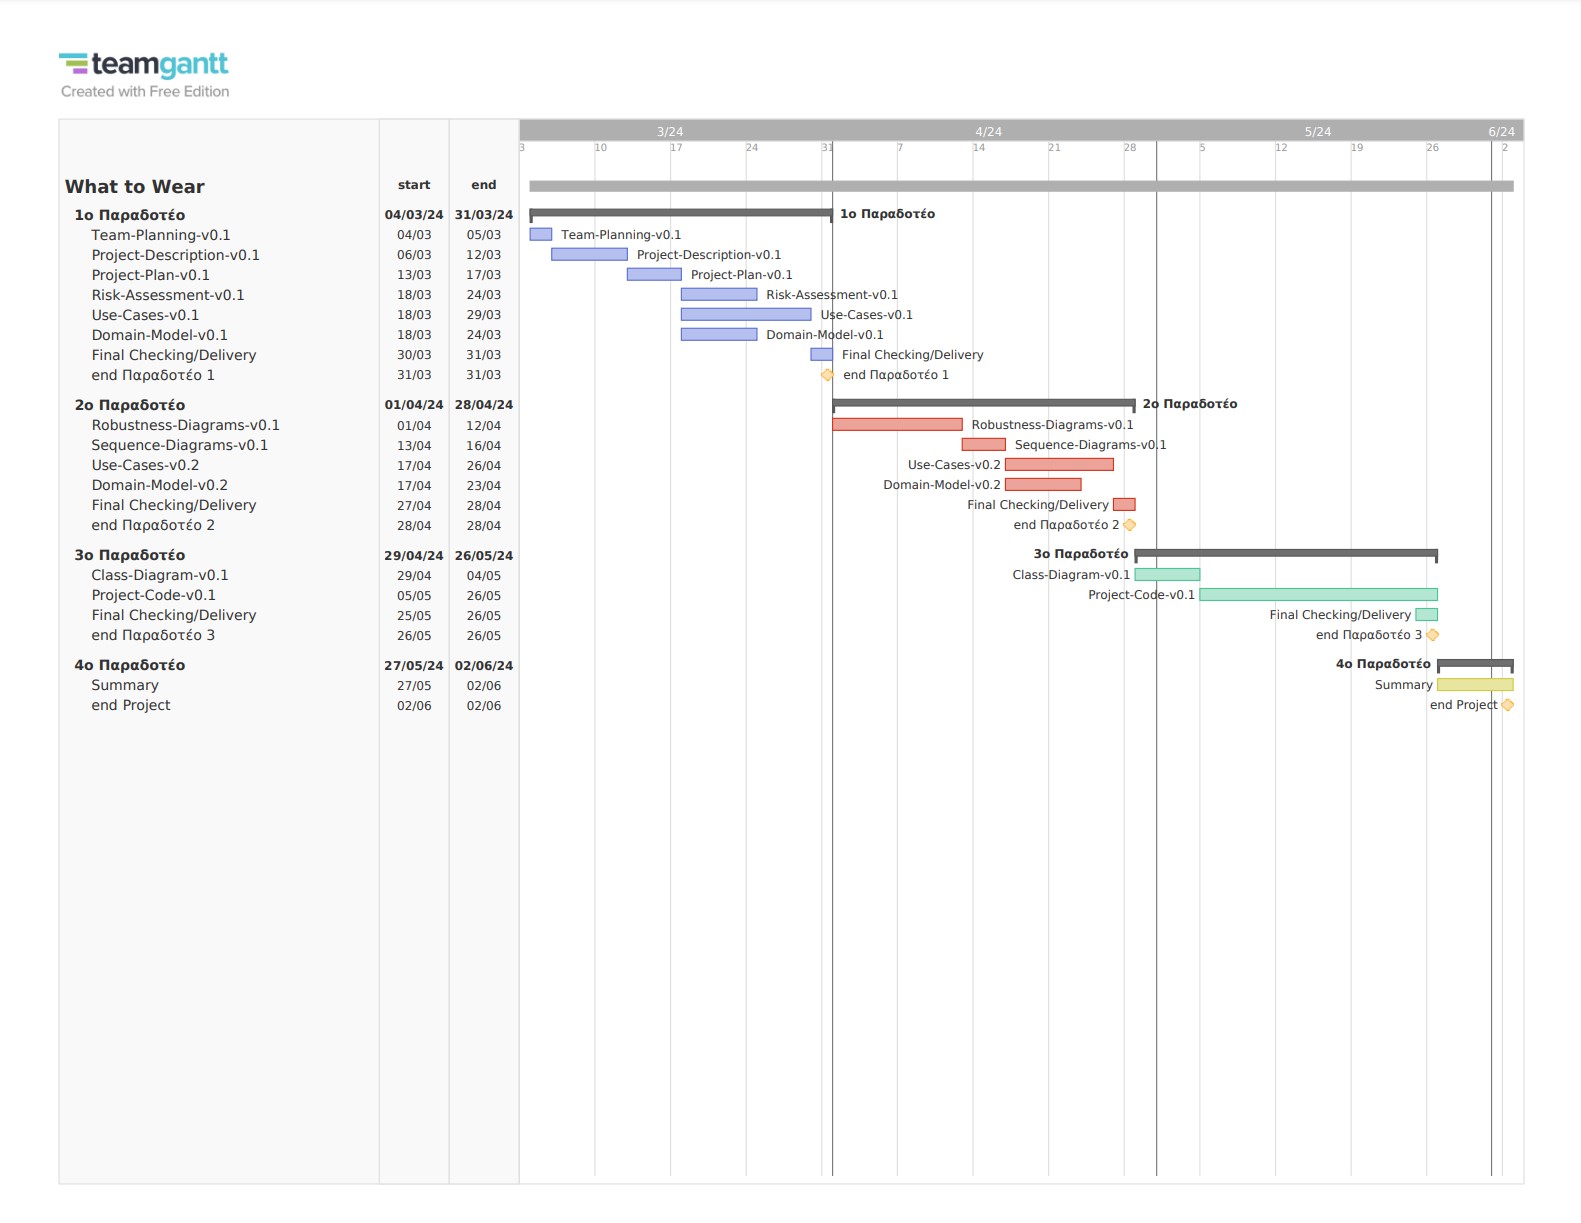 teamgantt
Created with Free Edition
3/24 4/24 5/24 6/24
3 10 17 24 31 7 14 21 28 5 12 19 26 2
What to Wear start end
1ο Παραδοτέο 04/03/24 31/03/24 1ο Παραδοτέο
Team-Planning-v0.1 04/03 05/03 Team-Planning-v0.1
Project-Description-v0.1 06/03 12/03 Project-Description-v0.1
Project-Plan-v0.1 13/03 17/03 Project-Plan-v0.1
Risk-Assessment-v0.1 18/03 24/03 Risk-Assessment-v0.1
Use-Cases-v0.1 18/03 29/03 Use-Cases-v0.1
Domain-Model-v0.1 18/03 24/03 Domain-Model-v0.1
Final Checking/Delivery 30/03 31/03 Final Checking/Delivery
end Παραδοτέο 1 31/03 31/03 end Παραδοτέο 1
2ο Παραδοτέο 01/04/24 28/04/24 2ο Παραδοτέο
Robustness-Diagrams-v0.1 01/04 12/04 Robustness-Diagrams-v0.1
Sequence-Diagrams-v0.1 13/04 16/04 Sequence-Diagrams-v0.1
Use-Cases-v0.2 17/04 26/04 Use-Cases-v0.2
Domain-Model-v0.2 17/04 23/04 Domain-Model-v0.2
Final Checking/Delivery 27/04 28/04 Final Checking/Delivery
end Παραδοτέο 2 28/04 28/04 end Παραδοτέο 2
3ο Παραδοτέο 29/04/24 26/05/24 3ο Παραδοτέο
Class-Diagram-v0.1 29/04 04/05 Class-Diagram-v0.1
Project-Code-v0.1 05/05 26/05 Project-Code-v0.1
Final Checking/Delivery 25/05 26/05 Final Checking/Delivery
end Παραδοτέο 3 26/05 26/05 end Παραδοτέο 3
4ο Παραδοτέο 27/05/24 02/06/24 4ο Παραδοτέο
Summary 27/05 02/06 Summary
end Project 02/06 02/06 end Project